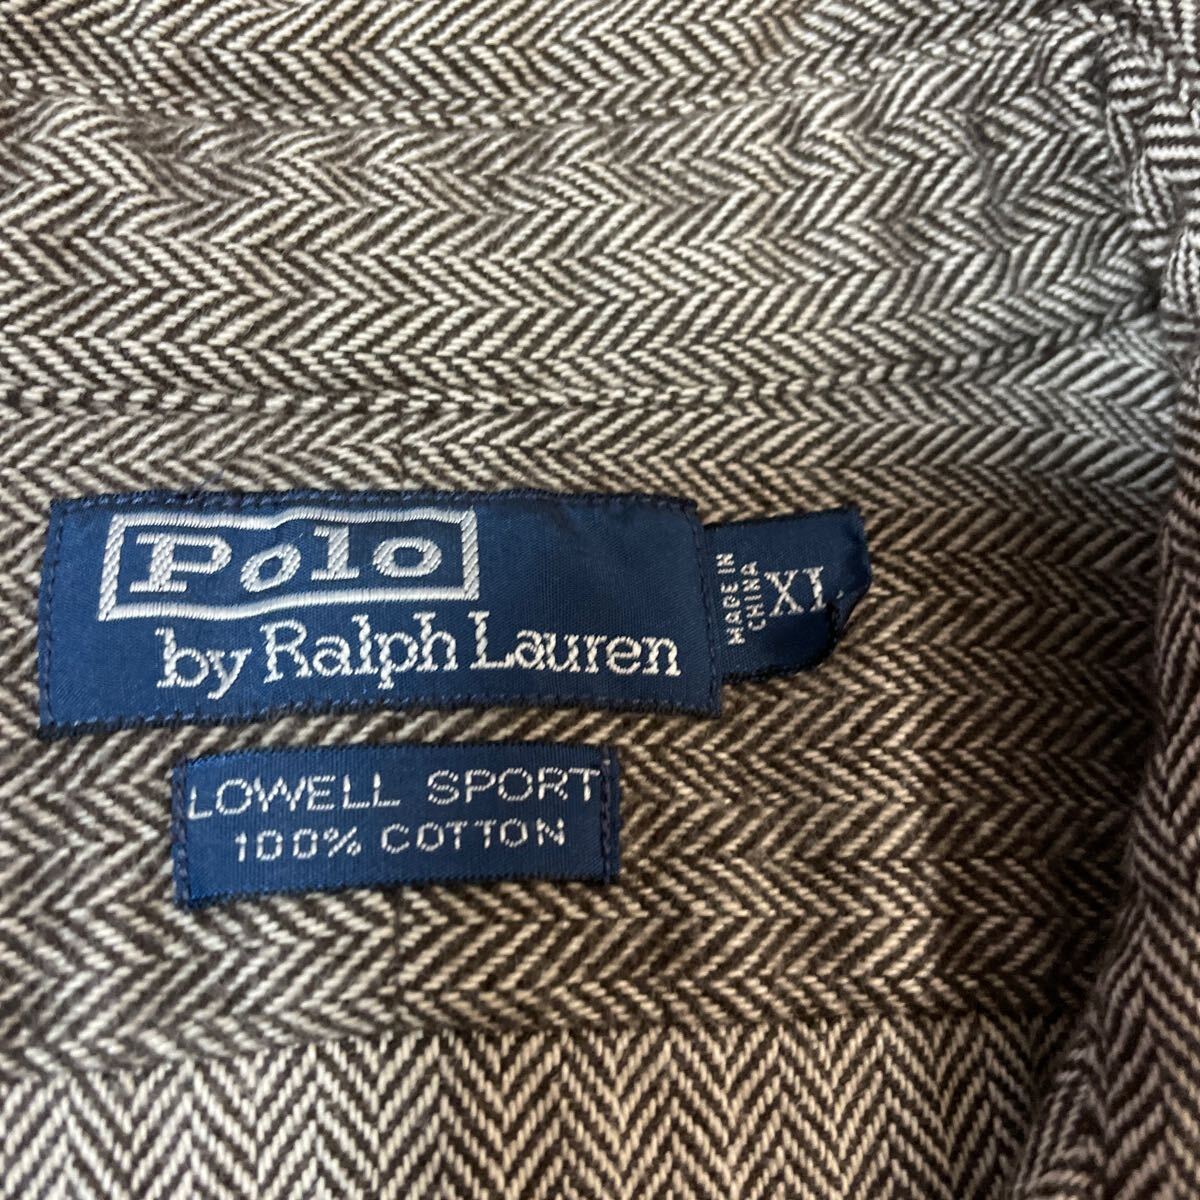 Polo
by Ralph Lauren
MADE IN
CHINA
XL
LOWELL SPORT
100% COTTON